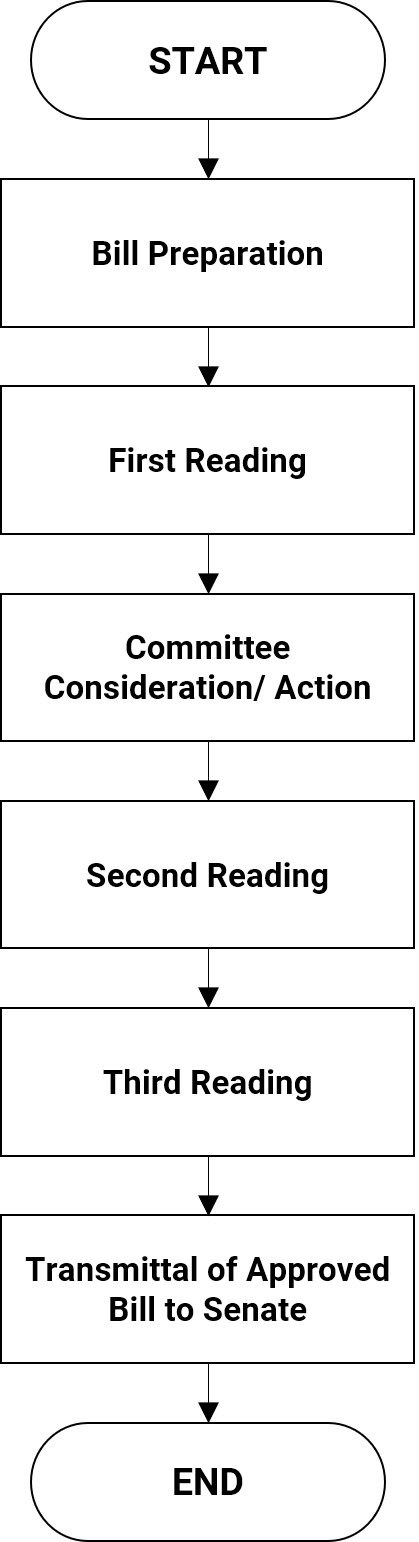 START
Bill Preparation
First Reading
Committee
Consideration/ Action
Second Reading
Third Reading
Transmittal of Approved
Bill to Senate
END